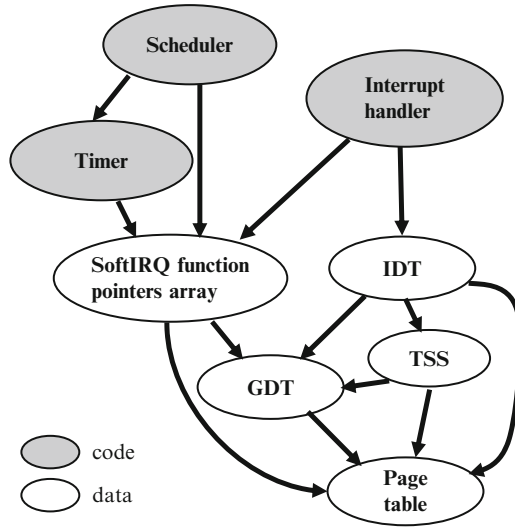 Scheduler
Interrupt
handler
Timer
SoftIRQ function
pointers array
IDT
TSS
GDT
code
data
Page
table